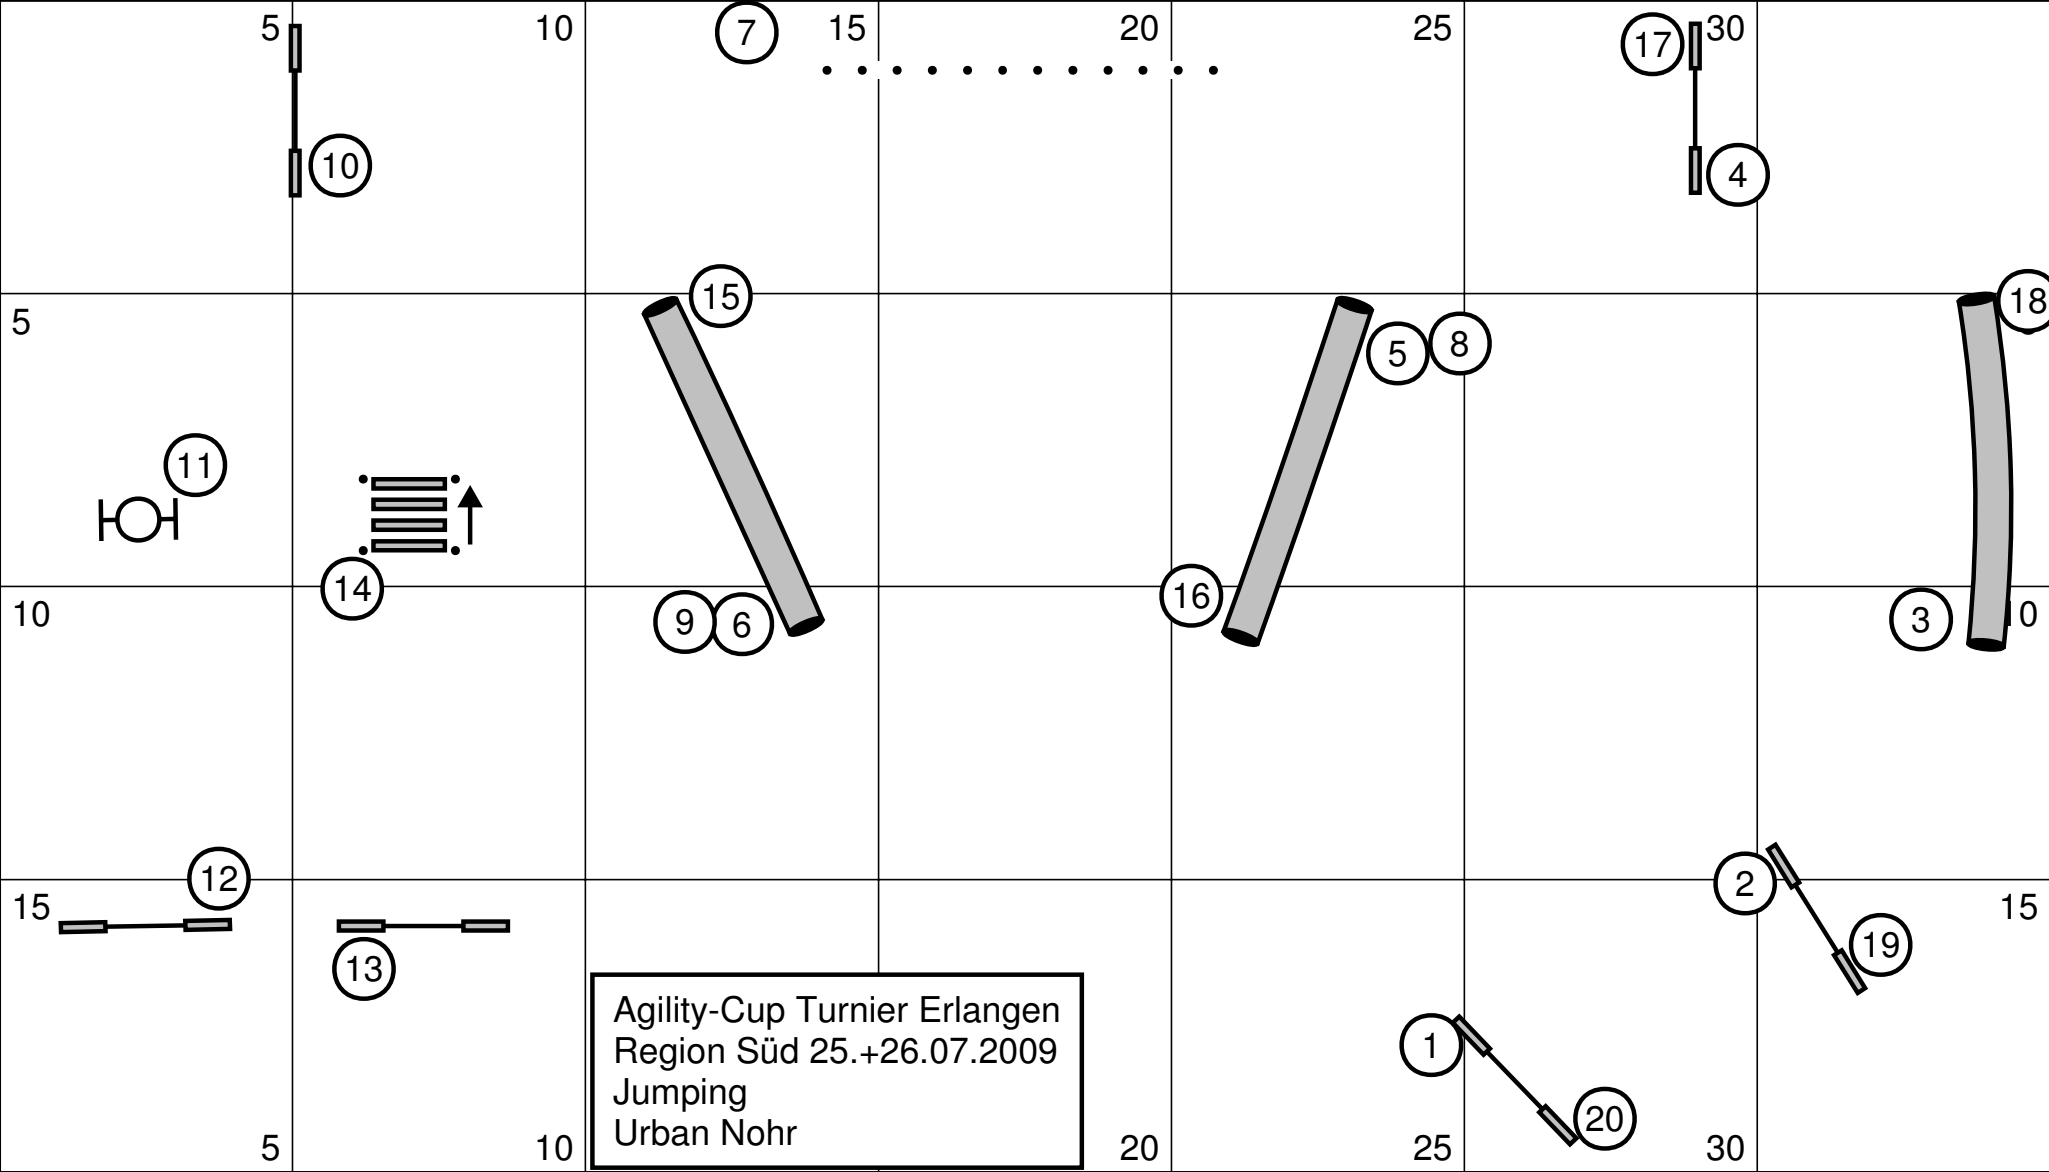 5 10 7 15 20 25 17 30
10 4
5 15 5 8 18
11
14 16
10 9 6 3 10
12 2
15 15
13 19
Agility-Cup Turnier Erlangen
Region Süd 25.+26.07.2009
Jumping
Urban Nohr
1
20
5 10 20 25 30